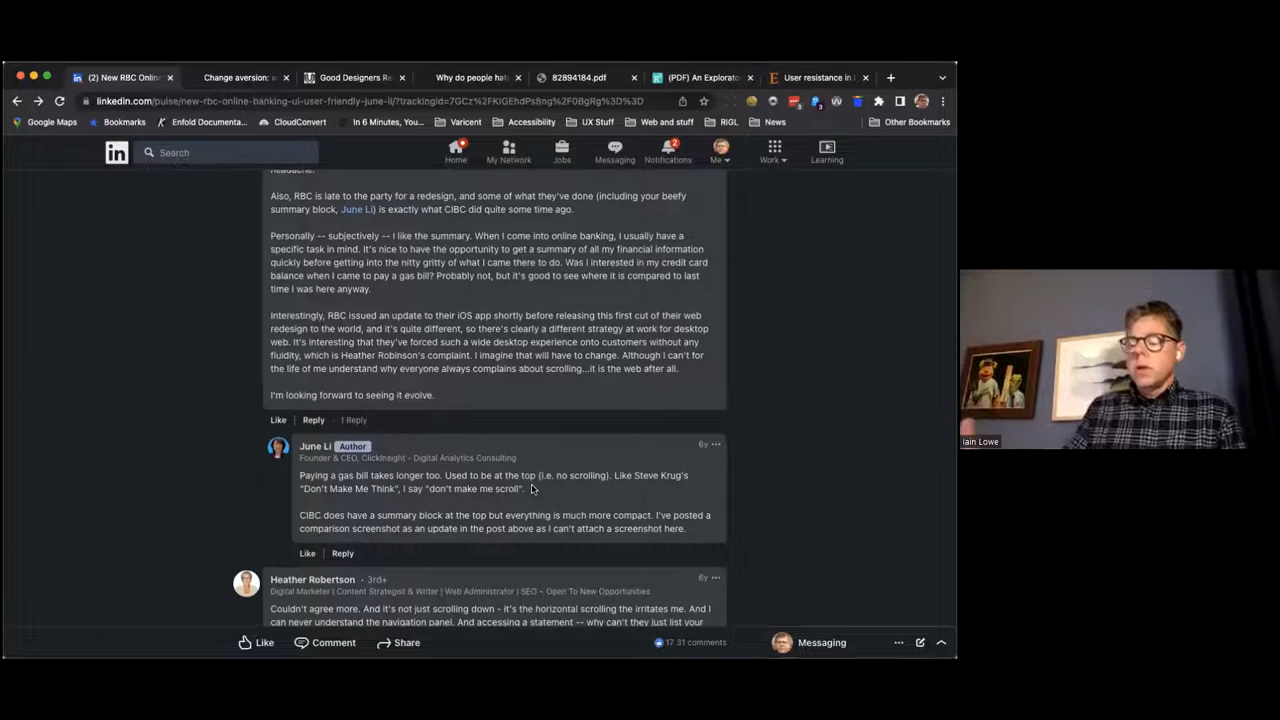 (2) New RBC Onlin
Change aversion: w
Good Designers Re
Why do people hat
82894184.pdf
(PDF) An Explorato
User resistance in I
linkedin.com/pulse/new-rbc-online-banking-ui-user-friendly-june-li/?trackingId=7GCz%2FKIGEhdPs8ng%2F0BgRg%3D%3D
Google Maps
Bookmarks
Enfold Documenta...
CloudConvert
In 6 Minutes, You...
Varicent
Accessibility
UX Stuff
Web and stuff
RIGL
News
Other Bookmarks
in
Search
Home
My Network
Jobs
Messaging
2
Notifications
Me
Work
Learning
headache.
Also, RBC is late to the party for a redesign, and some of what they've done (including your beefy
summary block, June Li) is exactly what CIBC did quite some time ago.
Personally -- subjectively -- I like the summary. When I come into online banking, I usually have a
specific task in mind. It's nice to have the opportunity to get a summary of all my financial information
quickly before getting into the nitty gritty of what I came there to do. Was I interested in my credit card
balance when I came to pay a gas bill? Probably not, but it's good to see where it is compared to last
time I was here anyway.
Interestingly, RBC issued an update to their iOS app shortly before releasing this first cut of their web
redesign to the world, and it's quite different, so there's clearly a different strategy at work for desktop
web. It's interesting that they've forced such a wide desktop experience onto customers without any
fluidity, which is Heather Robinson's complaint. I imagine that will have to change. Although I can't for
the life of me understand why everyone always complains about scrolling...it is the web after all.
I'm looking forward to seeing it evolve.
Like Reply · 1 Reply
June Li Author 6y
Founder & CEO, ClickInsight - Digital Analytics Consulting
Paying a gas bill takes longer too. Used to be at the top (i.e. no scrolling). Like Steve Krug's
"Don't Make Me Think", I say "don't make me scroll".
CIBC does have a summary block at the top but everything is much more compact. I've posted a
comparison screenshot as an update in the post above as I can't attach a screenshot here.
Like Reply
Heather Robertson · 3rd+ 6y
Digital Marketer | Content Strategist & Writer | Web Administrator | SEO - Open To New Opportunities
Couldn't agree more. And it's not just scrolling down - it's the horizontal scrolling the irritates me. And I
can never understand the navigation panel. And accessing a statement -- why can't they just list your
Like
Comment
Share
17 31 comments
Messaging
Iain Lowe